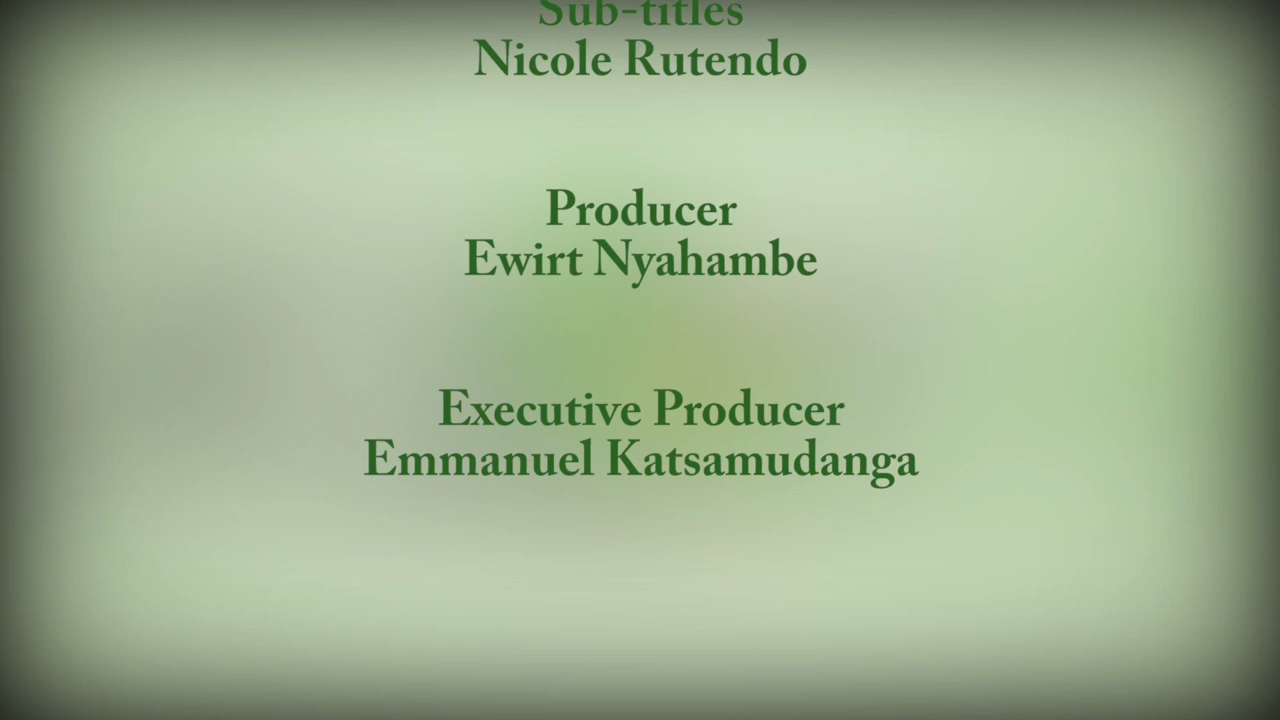 Sub-titles
Nicole Rutendo
Producer
Ewirt Nyahambe
Executive Producer
Emmanuel Katsamudanga